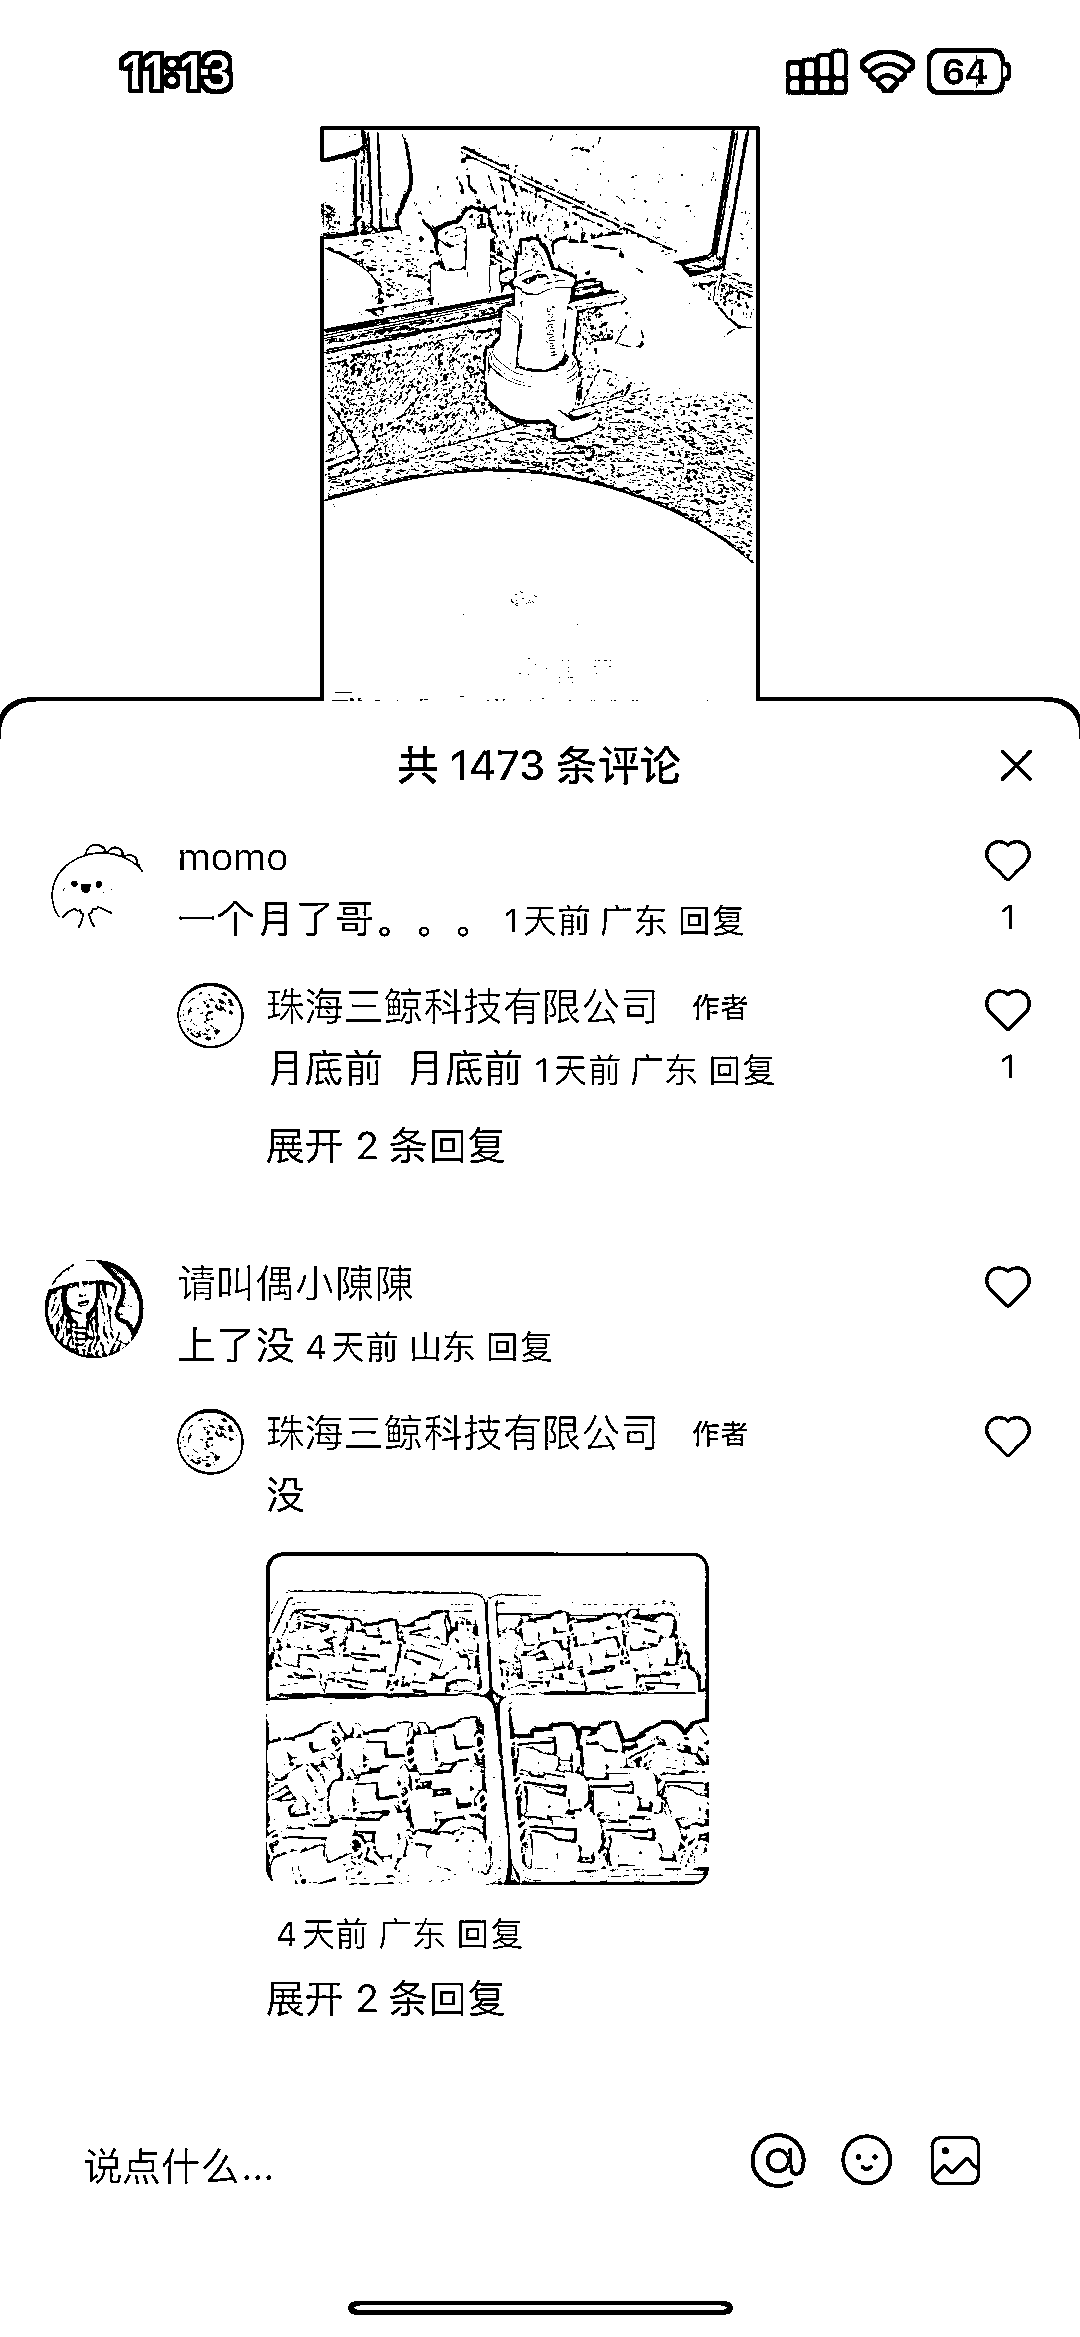 11:13
64
共 1473 条评论
momo
一个月了哥。。。 1天前 广东 回复
1
珠海三鲸科技有限公司 作者
月底前 月底前 1天前 广东 回复
1
展开 2 条回复
请叫偶小陳陳
上了没 4天前 山东 回复
珠海三鲸科技有限公司 作者
没
4天前 广东 回复
展开 2 条回复
说点什么...